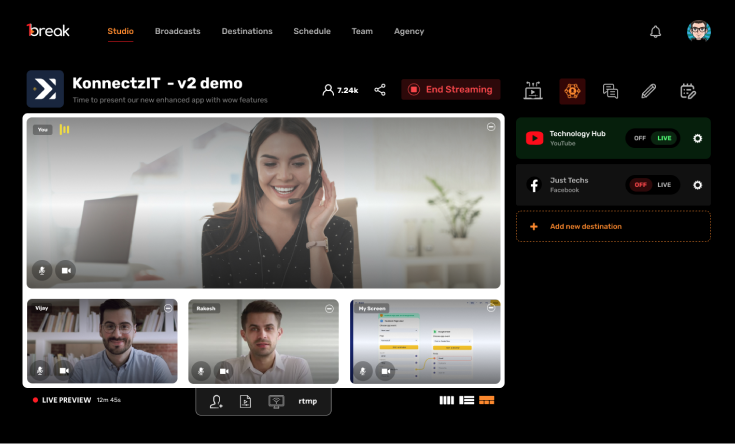 1break
Studio
Broadcasts
Destinations
Schedule
Team
Agency
KonnectzIT - v2 demo
Time to present our new enhanced app with wow features
7.24k
End Streaming
You
Technology Hub
YouTube
OFF LIVE
Just Techs
Facebook
OFF LIVE
+ Add new destination
Vijoy
Bakach
My Screen
LIVE PREVIEW 12m 45s
rtmp